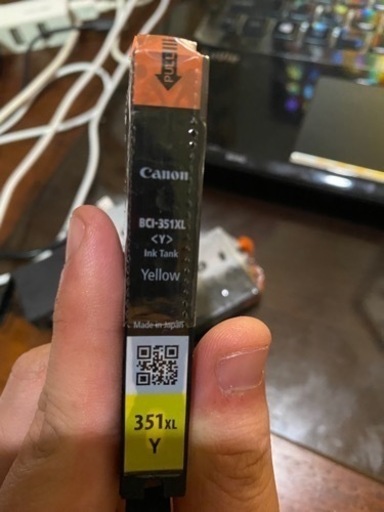 PULL
Canon
BCI-351XL
<Y>
Ink Tank
Yellow
Made in Japan
351XL
Y